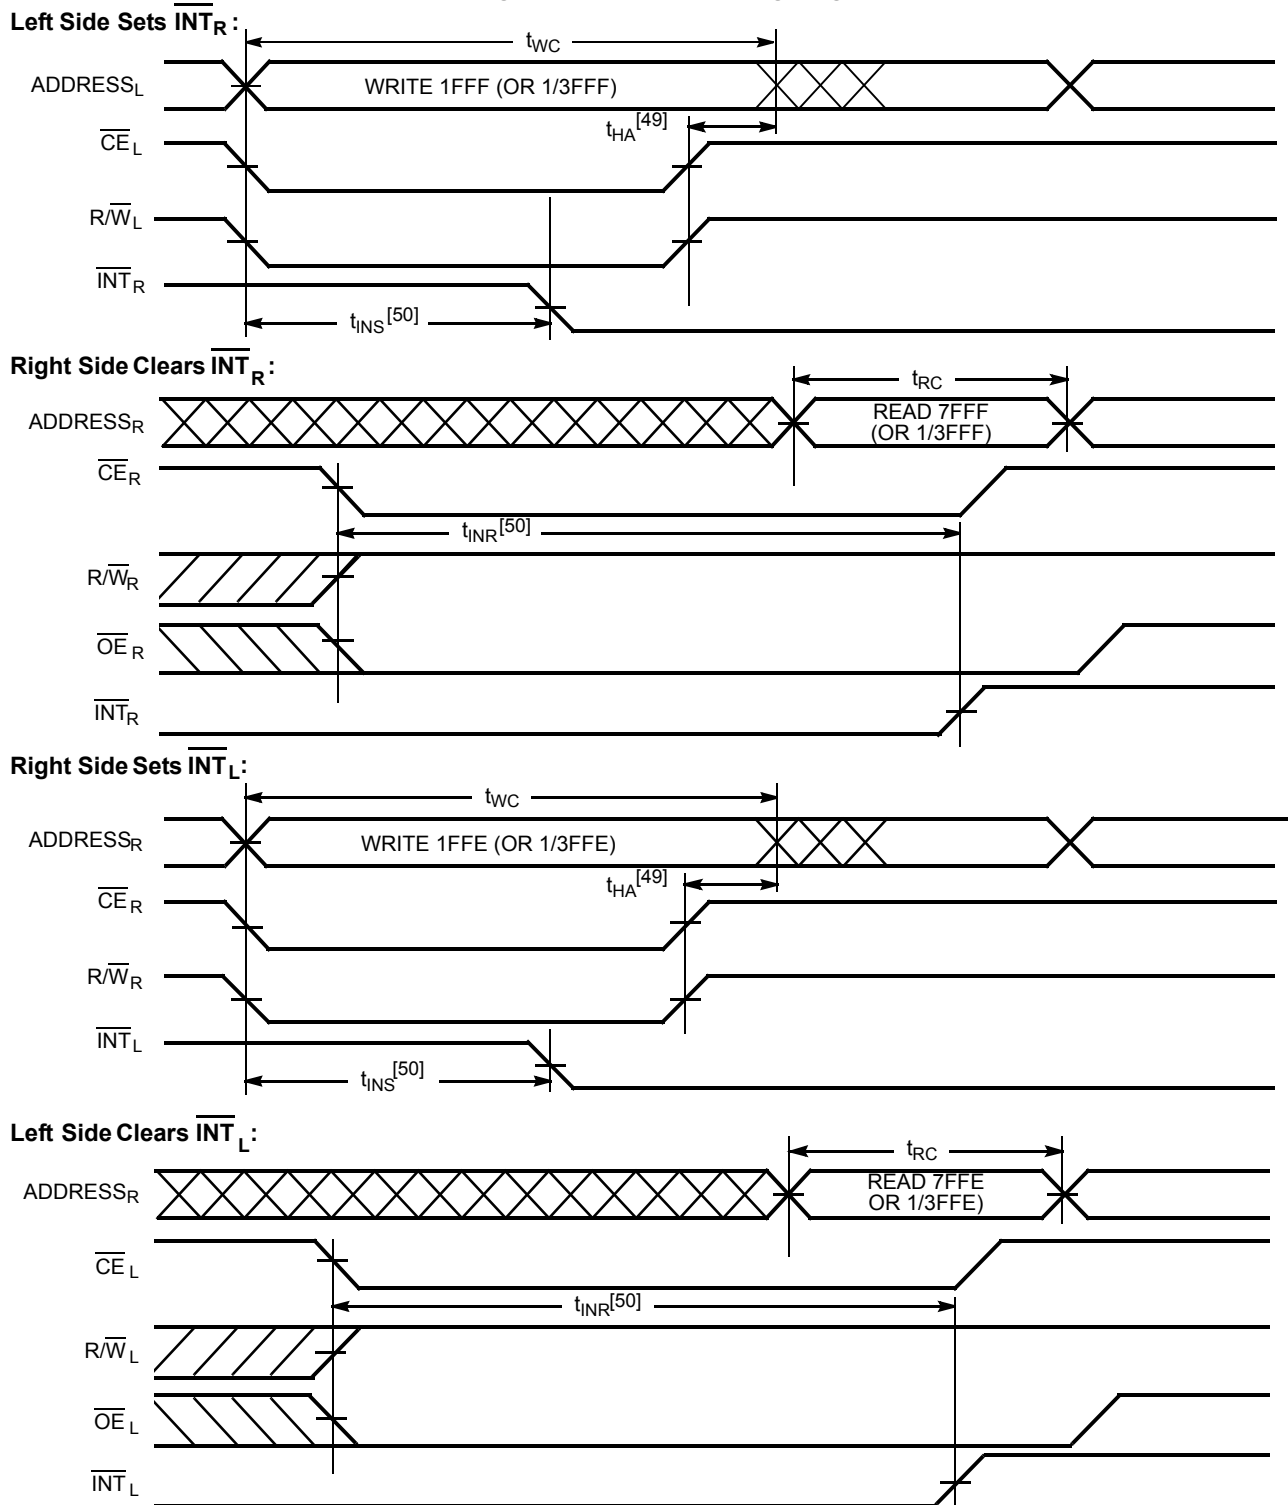 Left Side Sets INTR:
tWC
ADDRESSL
WRITE 1FFF (OR 1/3FFF)
tHA[49]
CEL
R/WL
INTR
tINS[50]
Right Side Clears INTR:
tRC
ADDRESSR
READ 7FFF
(OR 1/3FFF)
CER
tINR[50]
R/WR
OER
INTR
Right Side Sets INTL:
tWC
ADDRESSR
WRITE 1FFE (OR 1/3FFE)
tHA[49]
CER
R/WR
INTL
tINS[50]
Left Side Clears INTL:
tRC
ADDRESSR
READ 7FFE
OR 1/3FFE)
CEL
tINR[50]
R/WL
OEL
INTL